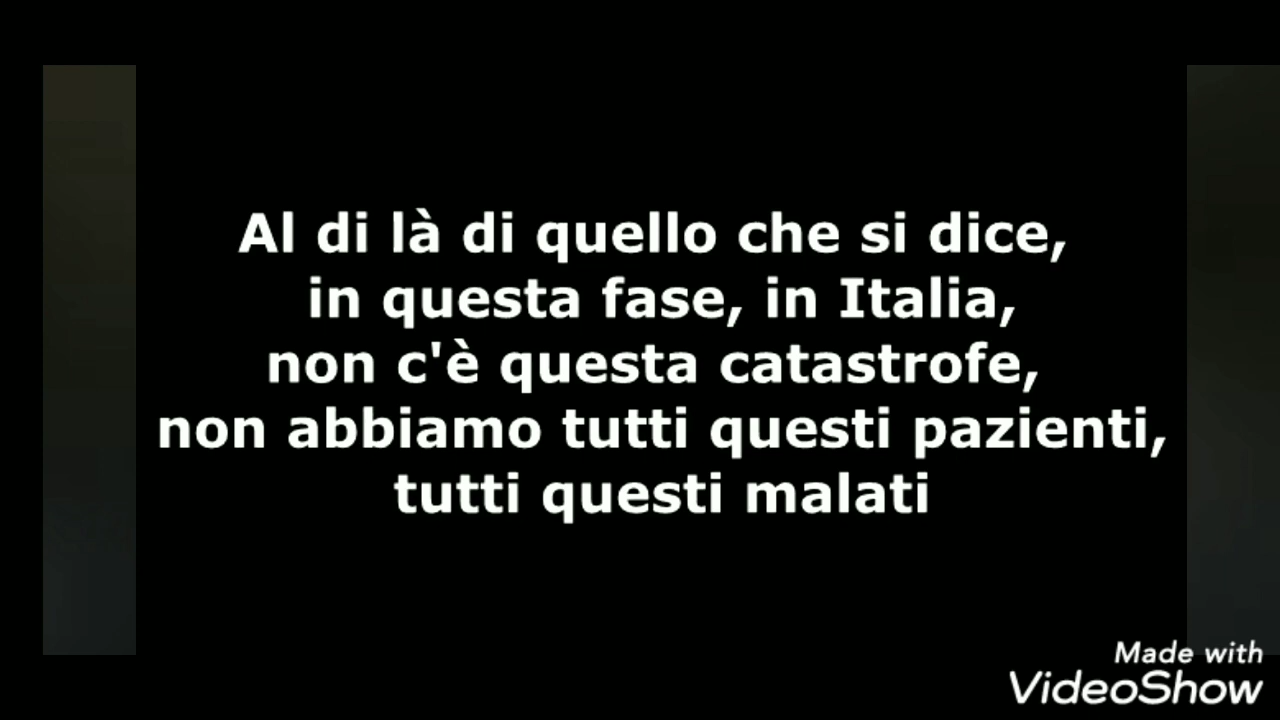 Al di là di quello che si dice,
in questa fase, in Italia,
non c'è questa catastrofe,
non abbiamo tutti questi pazienti,
tutti questi malati
Made with
VideoShow